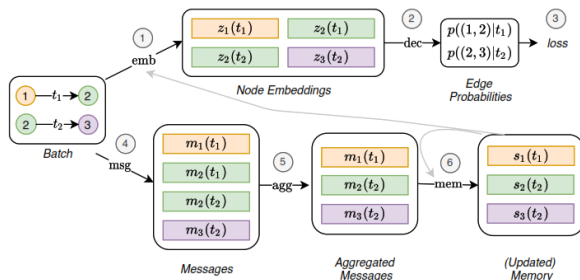 1 emb
z₁(t₁) z₂(t₁)
z₂(t₂) z₃(t₂)
Node Embeddings
2 dec
p((1, 2)|t₁)
p((2, 3)|t₂)
Edge
Probabilities
3 loss
1 t₁ 2
2 t₂ 3
Batch
4 msg
m₁(t₁)
m₂(t₁)
m₂(t₂)
m₃(t₂)
Messages
5 agg
m₁(t₁)
m₂(t₂)
m₃(t₂)
Aggregated
Messages
6 mem
s₁(t₁)
s₂(t₂)
s₃(t₂)
(Updated)
Memory